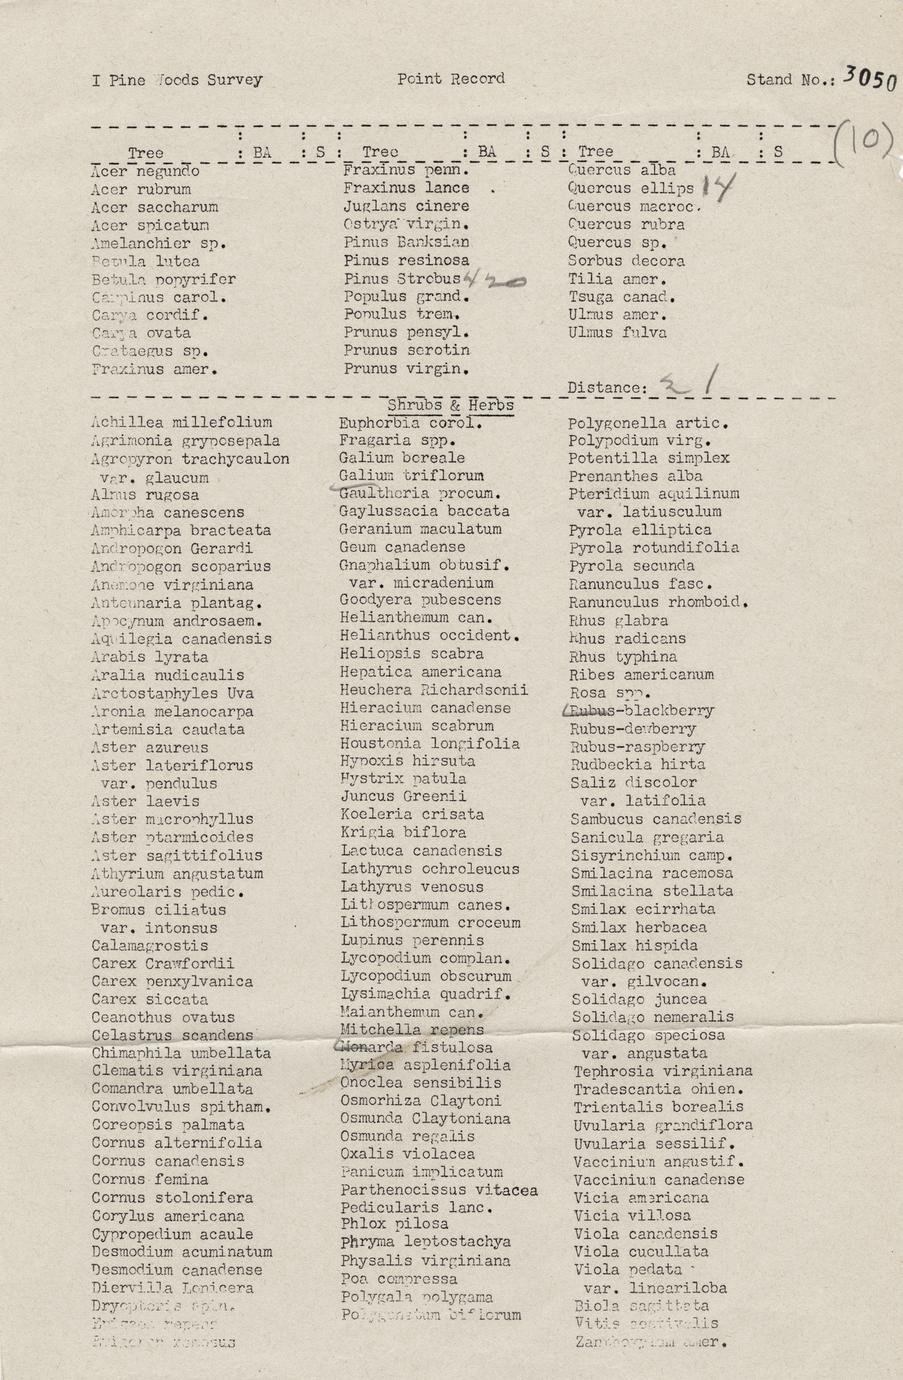 I Pine Woods Survey Point Record Stand No.: 3050
(10)
Tree : BA : S : Tree : BA : S : Tree : BA : S
Acer negundo
Acer rubrum
Acer saccharum
Acer spicatum
Amelanchier sp.
Betula lutea
Betula popyrifer
Carpinus carol.
Carya cordif.
Carya ovata
Crataegus sp.
Fraxinus amer.
Fraxinus penn.
Fraxinus lance .
Juglans cinere
Ostrya virgin.
Pinus Banksian
Pinus resinosa
Pinus Strobus
Populus grand.
Populus trem.
Prunus pensyl.
Prunus serotin
Prunus virgin.
Quercus alba
Quercus ellips 14
Quercus macroc.
Quercus rubra
Quercus sp.
Sorbus decora
Tilia amer.
Tsuga canad.
Ulmus amer.
Ulmus fulva
Distance: 1
Shrubs & Herbs
Achillea millefolium
Agrimonia gryposepala
Agropyron trachycaulon
var. glaucum
Alnus rugosa
Amorpha canescens
Amphicarpa bracteata
Andropogon Gerardi
Andropogon scoparius
Anemone virginiana
Antennaria plantag.
Apocynum androsaem.
Aquilegia canadensis
Arabis lyrata
Aralia nudicaulis
Arctostaphyles Uva
Aronia melanocarpa
Artemisia caudata
Aster azureus
Aster lateriflorus
var. pendulus
Aster laevis
Aster macrophyllus
Aster ptarmicoides
Aster sagittifolius
Athyrium angustatum
Aureolaris pedic.
Bromus ciliatus
var. intonsus
Calamagrostis
Carex Crawfordii
Carex penxylvanica
Carex siccata
Ceanothus ovatus
Celastrus scandens
Chimaphila umbellata
Clematis virginiana
Comandra umbellata
Convolvulus spitham.
Coreopsis palmata
Cornus alternifolia
Cornus canadensis
Cornus femina
Cornus stolonifera
Corylus americana
Cypropedium acaule
Desmodium acuminatum
Desmodium canadense
Diervilla Lonicera
Dryopteris spin.
repens
Euphorbia corol.
Fragaria spp.
Galium boreale
Galium triflorum
Gaultheria procum.
Gaylussacia baccata
Geranium maculatum
Geum canadense
Gnaphalium obtusif.
var. micradenium
Goodyera pubescens
Helianthemum can.
Helianthus occident.
Heliopsis scabra
Hepatica americana
Heuchera Richardsonii
Hieracium canadense
Hieracium scabrum
Houstonia longifolia
Hypoxis hirsuta
Hystrix patula
Juncus Greenii
Koeleria crisata
Krigia biflora
Lactuca canadensis
Lathyrus ochroleucus
Lathyrus venosus
Lithospermum canes.
Lithospermum croceum
Lupinus perennis
Lycopodium complan.
Lycopodium obscurum
Lysimachia quadrif.
Maianthemum can.
Mitchella repens
Monarda fistulosa
Myrica asplenifolia
Onoclea sensibilis
Osmorhiza Claytoni
Osmunda Claytoniana
Osmunda regalis
Oxalis violacea
Panicum implicatum
Parthenocissus vitacea
Pedicularis lanc.
Phlox pilosa
Phryma leptostachya
Physalis virginiana
Poa compressa
Polygala polygama
Polygonatum biflorum
Polygonella artic.
Polypodium virg.
Potentilla simplex
Prenanthes alba
Pteridium aquilinum
var. latiusculum
Pyrola elliptica
Pyrola rotundifolia
Pyrola secunda
Ranunculus fasc.
Ranunculus rhomboid.
Rhus glabra
Rhus radicans
Rhus typhina
Ribes americanum
Rosa spp.
Rubus-blackberry
Rubus-dewberry
Rubus-raspberry
Rudbeckia hirta
Saliz discolor
var. latifolia
Sambucus canadensis
Sanicula gregaria
Sisyrinchium camp.
Smilacina racemosa
Smilacina stellata
Smilax ecirrhata
Smilax herbacea
Smilax hispida
Solidago canadensis
var. gilvocan.
Solidago juncea
Solidago nemeralis
Solidago speciosa
var. angustata
Tephrosia virginiana
Tradescantia ohien.
Trientalis borealis
Uvularia grandiflora
Uvularia sessilif.
Vaccinium angustif.
Vaccinium canadense
Vicia americana
Vicia villosa
Viola canadensis
Viola cucullata
Viola pedata
var. lineariloba
Biola sagittata
Vitis aestivalis
Zanthoxylum amer.